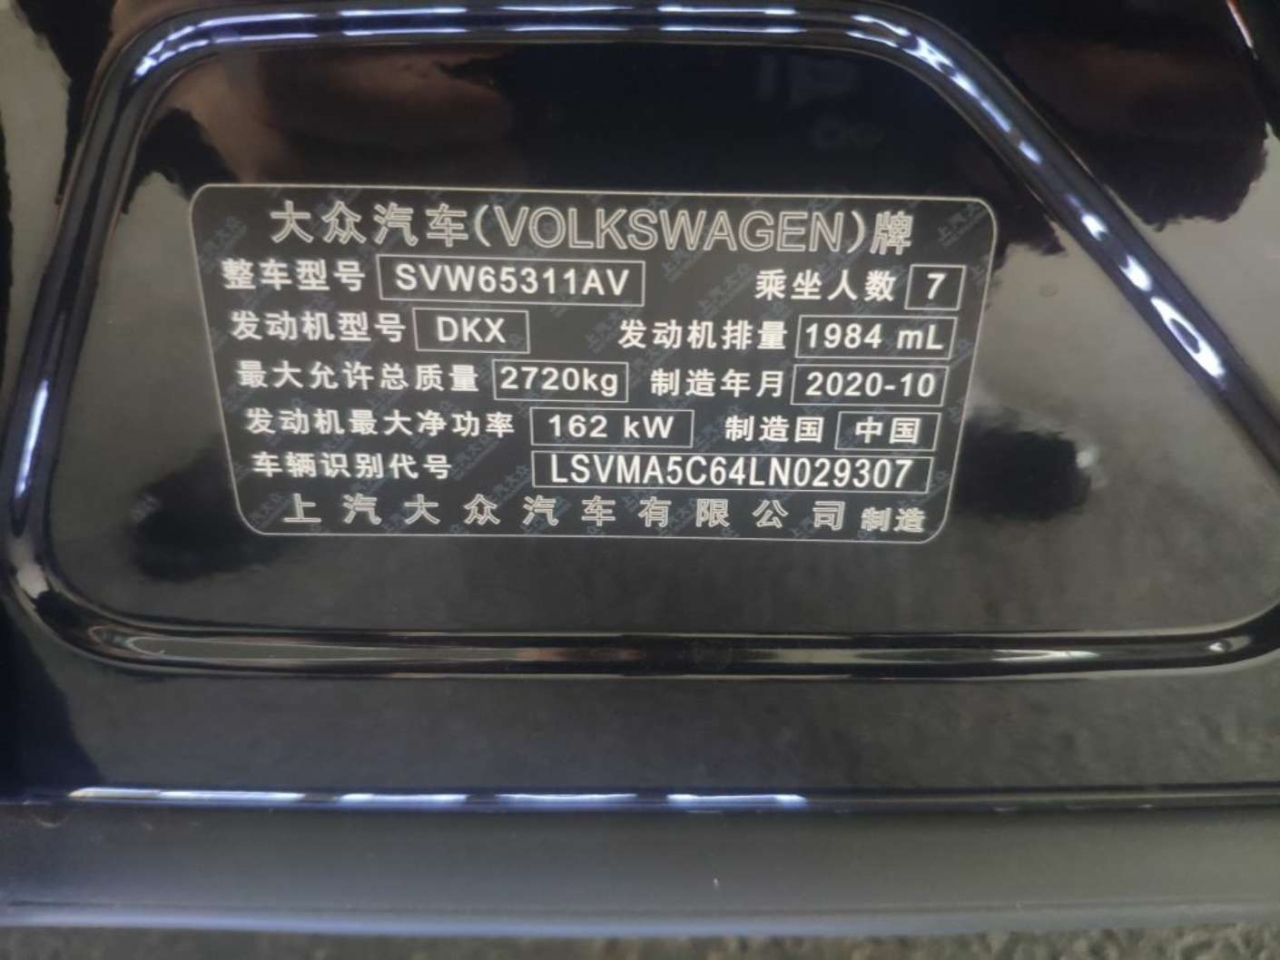 大众汽车(VOLKSWAGEN)牌
整车型号 SVW65311AV 乘坐人数 7
发动机型号 DKX 发动机排量 1984 mL
最大允许总质量 2720kg 制造年月 2020-10
发动机最大净功率 162 kW 制造国 中国
车辆识别代号 LSVMA5C64LN029307
上汽大众汽车有限公司 制造